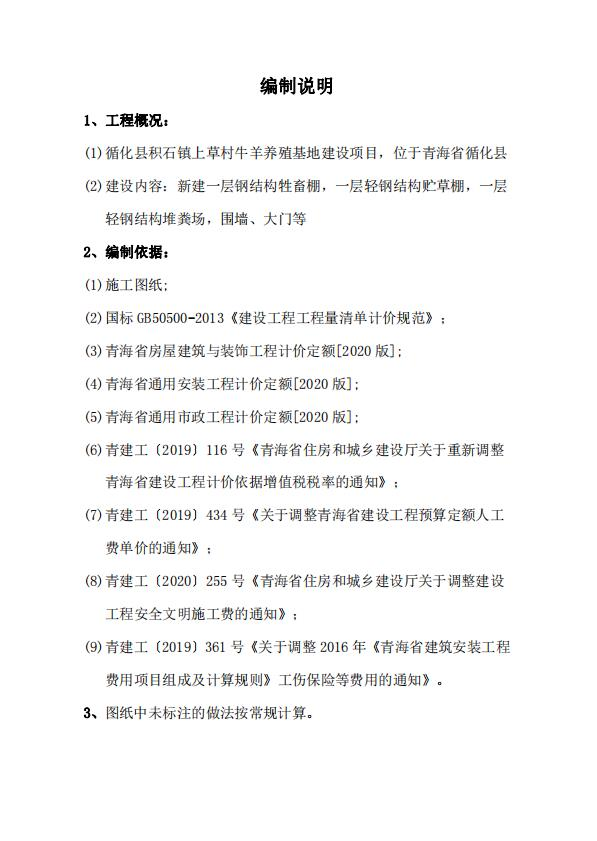 编制说明
1、工程概况：
(1)循化县积石镇上草村牛羊养殖基地建设项目，位于青海省循化县
(2)建设内容：新建一层钢结构牲畜棚，一层轻钢结构贮草棚，一层
轻钢结构堆粪场，围墙、大门等
2、编制依据：
(1)施工图纸;
(2)国标 GB50500-2013《建设工程工程量清单计价规范》;
(3)青海省房屋建筑与装饰工程计价定额[2020 版];
(4)青海省通用安装工程计价定额[2020 版];
(5)青海省通用市政工程计价定额[2020 版];
(6)青建工〔2019〕116 号《青海省住房和城乡建设厅关于重新调整
青海省建设工程计价依据增值税税率的通知》;
(7)青建工〔2019〕434 号《关于调整青海省建设工程预算定额人工
费单价的通知》;
(8)青建工〔2020〕255 号《青海省住房和城乡建设厅关于调整建设
工程安全文明施工费的通知》;
(9)青建工〔2019〕361 号《关于调整 2016 年《青海省建筑安装工程
费用项目组成及计算规则》工伤保险等费用的通知》。
3、图纸中未标注的做法按常规计算。